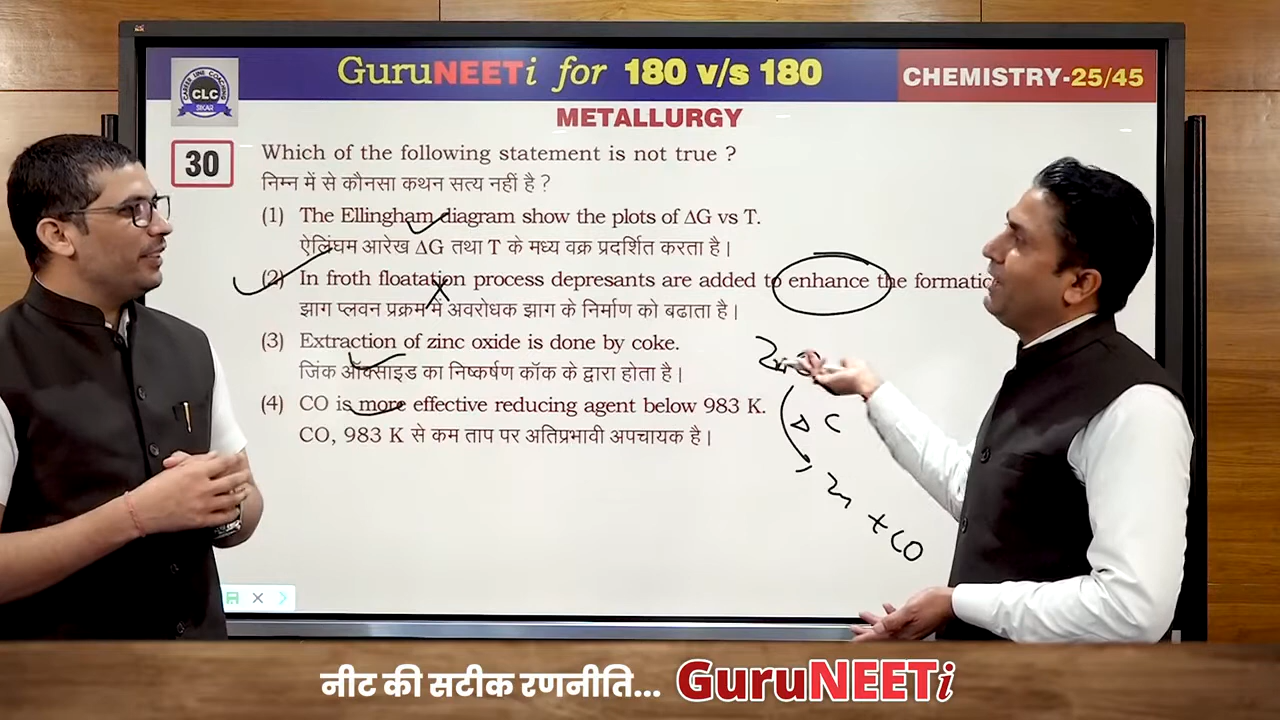 GuruNEETi for 180 v/s 180
CHEMISTRY-25/45
CAREER LINE COACHING
CLC
SIKAR
METALLURGY
30
Which of the following statement is not true ?
निम्न में से कौनसा कथन सत्य नहीं है ?
(1) The Ellingham diagram show the plots of ΔG vs T.
ऐलिंघम आरेख ΔG तथा T के मध्य वक्र प्रदर्शित करता है।
(2) In froth floatation process depresants are added to enhance the
झाग प्लवन प्रक्रम में अवरोधक झाग के निर्माण को बढाता है।
(3) Extraction of zinc oxide is done by coke.
जिंक ऑक्साइड का निष्कर्षण कॉक के द्वारा होता है।
(4) CO is more effective reducing agent below 983 K.
CO, 983 K से कम ताप पर अतिप्रभावी अपचायक है।
Δ C
Zn + CO
नीट की सटीक रणनीति... GuruNEETi